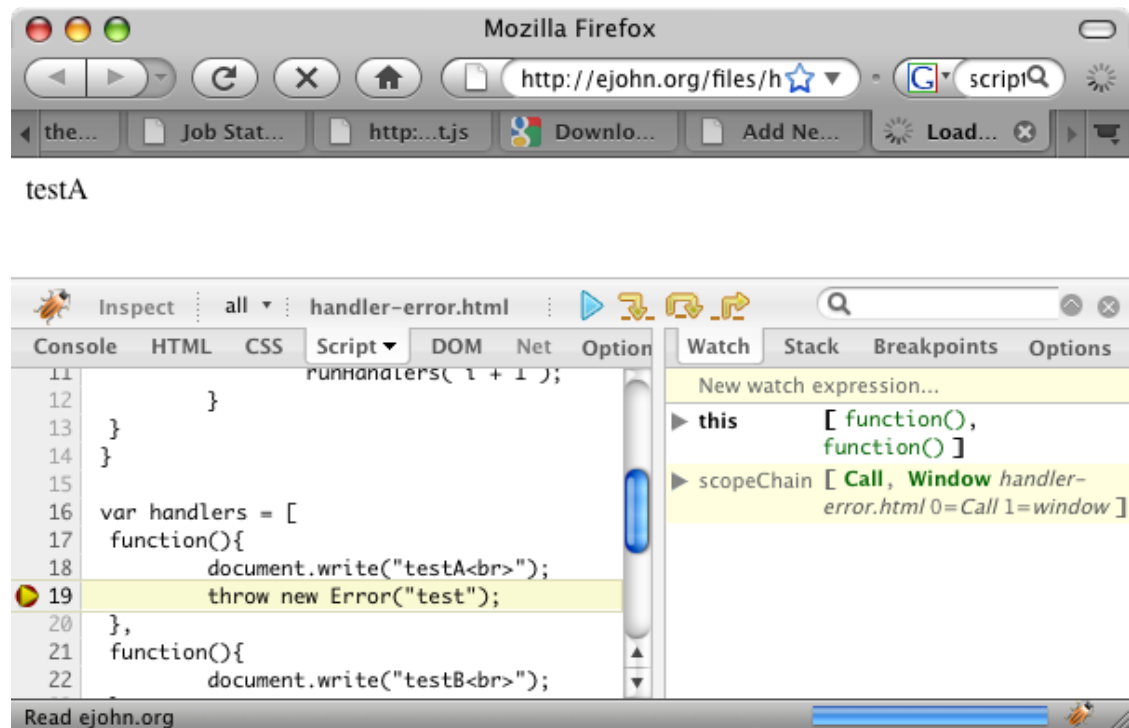 Mozilla Firefox
http://ejohn.org/files/h
G script
the... Job Stat... http:...t.js Downlo... Add Ne... Load...
testA
Inspect all handler-error.html
Console HTML CSS Script DOM Net Option Watch Stack Breakpoints Options
11 runHandlers( i + 1 );
12 }
13 }
14 }
15
16 var handlers = [
17 function(){
18 document.write("testA<br>");
19 throw new Error("test");
20 },
21 function(){
22 document.write("testB<br>");
New watch expression...
this [ function(),
function() ]
scopeChain [ Call, Window handler-
error.html 0=Call 1=window ]
Read ejohn.org